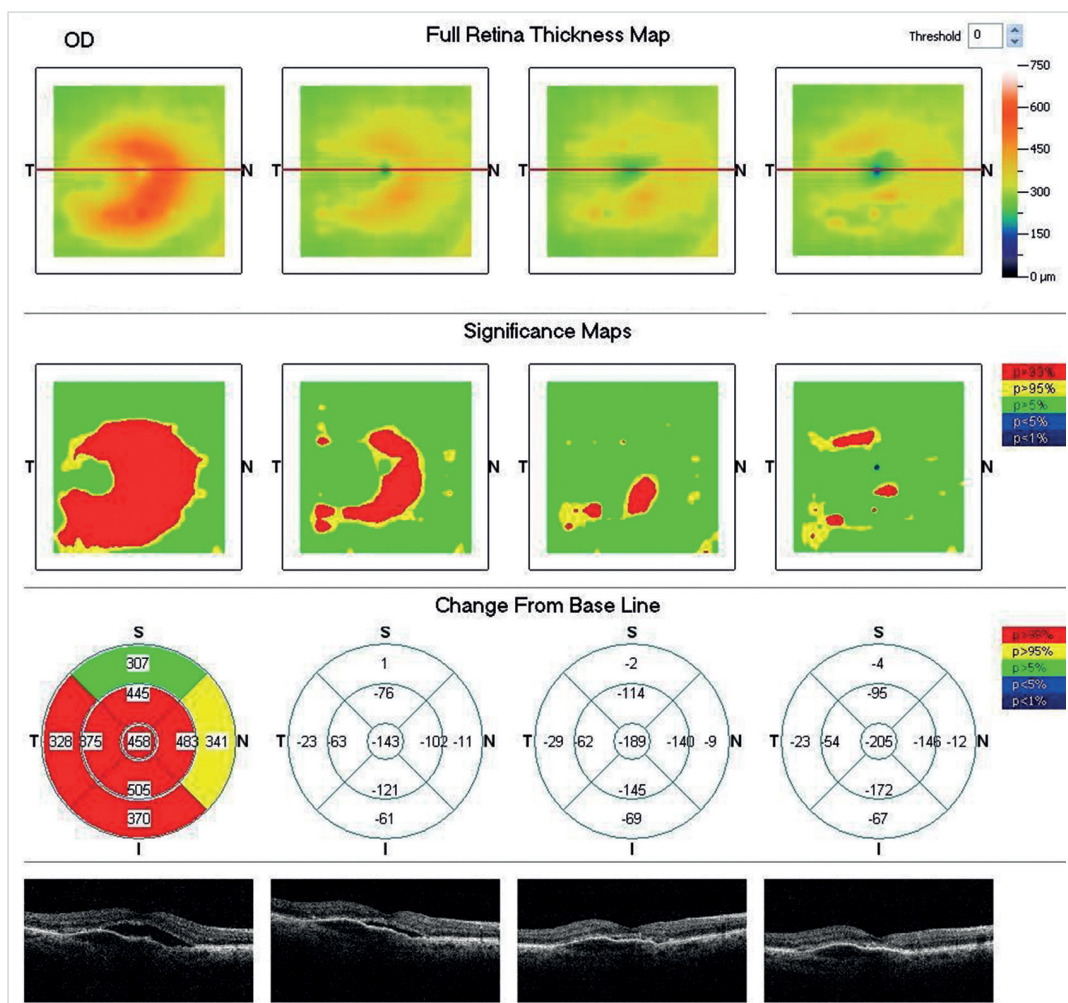 OD
Full Retina Thickness Map
Threshold 0
750
600
450
300
150
0 µm
T N T N T N T N
Significance Maps
p>99%
p>95%
p>5%
p<5%
p<1%
T N T N T N T N
Change From Base Line
p>99%
p>95%
p>5%
p<5%
p<1%
S S S S
307 1 -2 -4
445 -76 -114 -95
T 328 375 458 483 341 N T -23 -63 -143 -102 -11 N T -29 -62 -189 -140 -9 N T -23 -54 -205 -146 -12 N
505 -121 -145 -172
370 -61 -69 -67
I I I I